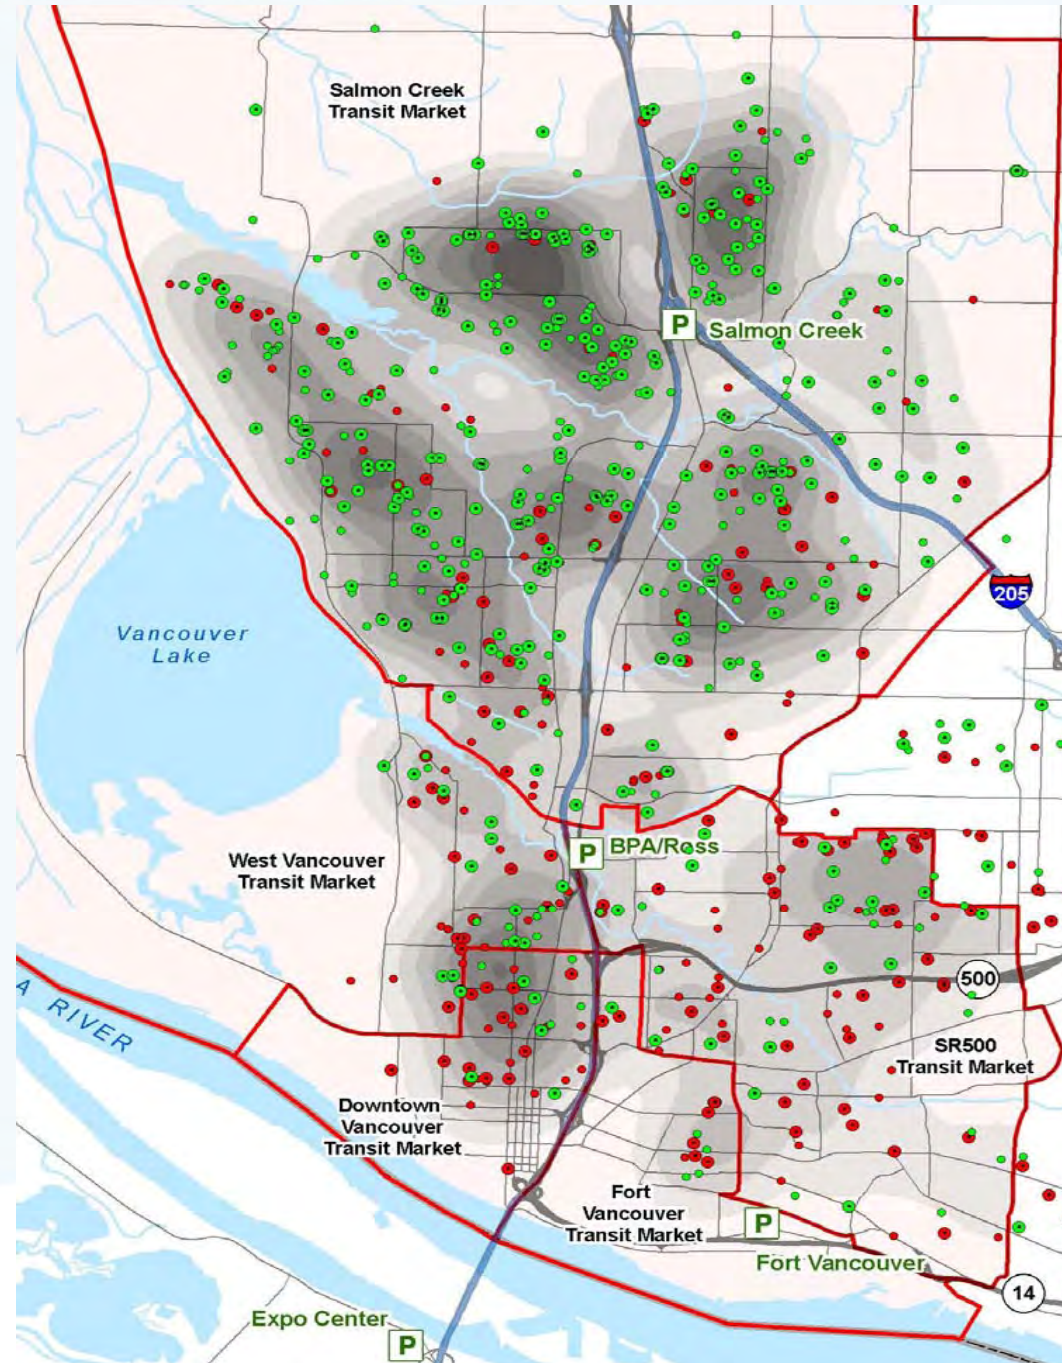 Salmon Creek
Transit Market
P
Salmon Creek
205
Vancouver
Lake
P
BPA/Ross
West Vancouver
Transit Market
500
A RIVER
SR500
Transit Market
Downtown
Vancouver
Transit Market
Fort
Vancouver
Transit Market
P
Fort Vancouver
14
Expo Center
P